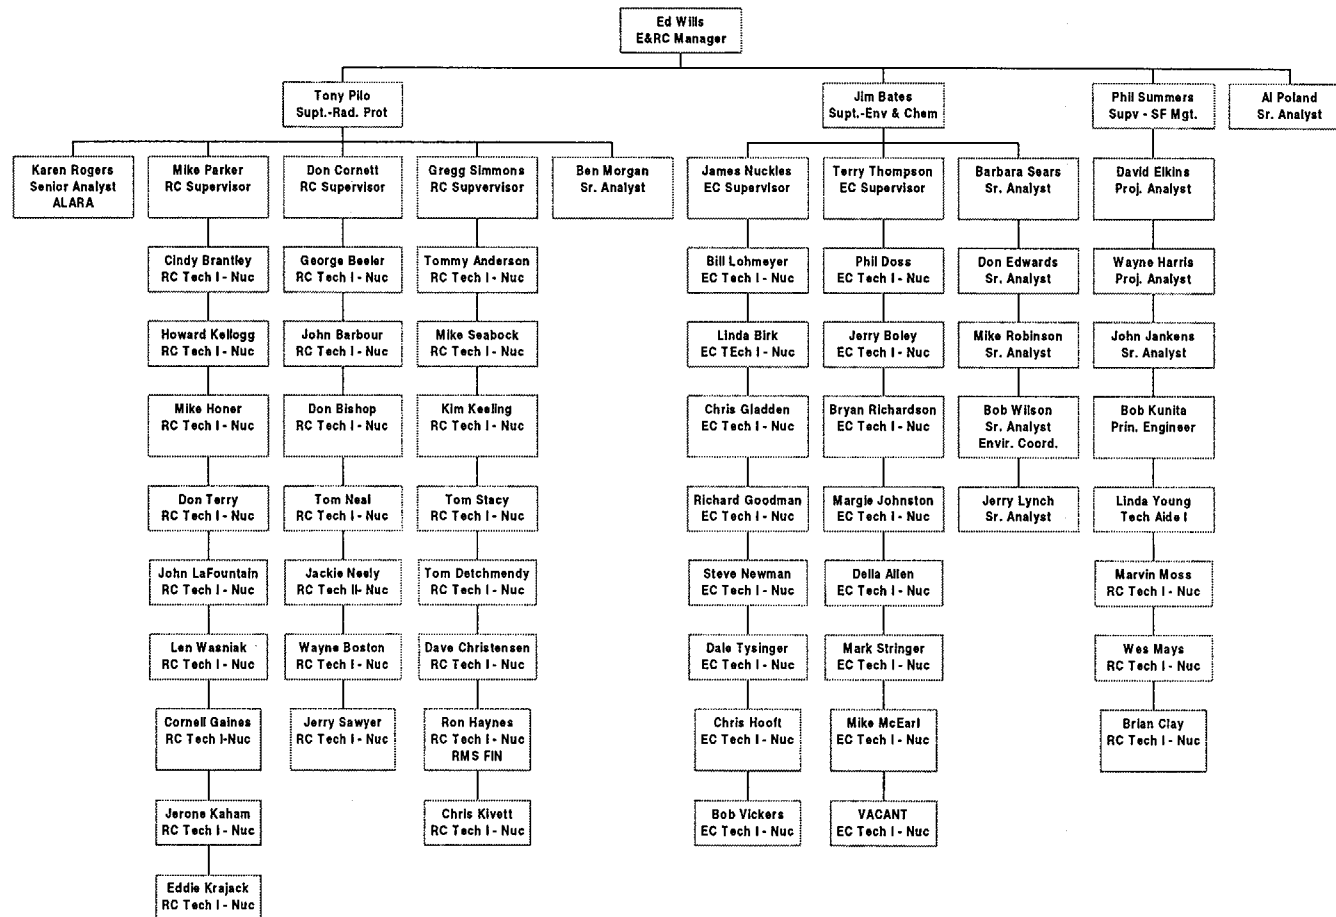 Ed Wills
E&RC Manager
Tony Pilo
Supt.-Rad. Prot
Jim Bates
Supt.-Env & Chem
Phil Summers
Supv - SF Mgt.
Al Poland
Sr. Analyst
Karen Rogers
Senior Analyst
ALARA
Mike Parker
RC Supervisor
Don Cornett
RC Supervisor
Gregg Simmons
RC Supvervisor
Ben Morgan
Sr. Analyst
James Nuckles
EC Supervisor
Terry Thompson
EC Supervisor
Barbara Sears
Sr. Analyst
David Elkins
Proj. Analyst
Cindy Brantley
RC Tech I - Nuc
George Beeler
RC Tech I - Nuc
Tommy Anderson
RC Tech I - Nuc
Bill Lohmeyer
EC Tech I - Nuc
Phil Doss
EC Tech I - Nuc
Don Edwards
Sr. Analyst
Wayne Harris
Proj. Analyst
Howard Kellogg
RC Tech I - Nuc
John Barbour
RC Tech I - Nuc
Mike Seabock
RC Tech I - Nuc
Linda Birk
EC TEch I - Nuc
Jerry Boley
EC Tech I - Nuc
Mike Robinson
Sr. Analyst
John Jankens
Sr. Analyst
Mike Honer
RC Tech I - Nuc
Don Bishop
RC Tech I - Nuc
Kim Keeling
RC Tech I - Nuc
Chris Gladden
EC Tech I - Nuc
Bryan Richardson
EC Tech I - Nuc
Bob Wilson
Sr. Analyst
Envir. Coord.
Bob Kunita
Prin. Engineer
Don Terry
RC Tech I - Nuc
Tom Neal
RC Tech I - Nuc
Tom Stacy
RC Tech I - Nuc
Richard Goodman
EC Tech I - Nuc
Margie Johnston
EC Tech I - Nuc
Jerry Lynch
Sr. Analyst
Linda Young
Tech Aide I
John LaFountain
RC Tech I - Nuc
Jackie Neely
RC Tech II- Nuc
Tom Detchmendy
RC Tech I - Nuc
Steve Newman
EC Tech I - Nuc
Della Allen
EC Tech I - Nuc
Marvin Moss
RC Tech I - Nuc
Len Wasniak
RC Tech I - Nuc
Wayne Boston
RC Tech I - Nuc
Dave Christensen
RC Tech I - Nuc
Dale Tysinger
EC Tech I - Nuc
Mark Stringer
EC Tech I - Nuc
Wes Mays
RC Tech I - Nuc
Cornell Gaines
RC Tech I-Nuc
Jerry Sawyer
RC Tech I - Nuc
Ron Haynes
RC Tech I - Nuc
RMS FIN
Chris Hooft
EC Tech I - Nuc
Mike McEarl
EC Tech I - Nuc
Brian Clay
RC Tech I - Nuc
Jerone Kaham
RC Tech I - Nuc
Chris Kivett
RC Tech I - Nuc
Bob Vickers
EC Tech I - Nuc
VACANT
EC Tech I - Nuc
Eddie Krajack
RC Tech I - Nuc